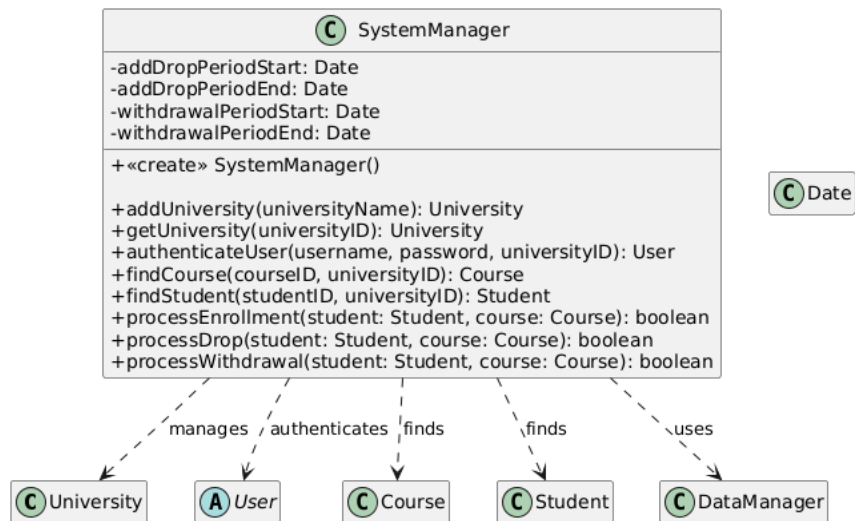 C SystemManager
-addDropPeriodStart: Date
-addDropPeriodEnd: Date
-withdrawalPeriodStart: Date
-withdrawalPeriodEnd: Date
+«create» SystemManager()
+addUniversity(universityName): University
+getUniversity(universityID): University
+authenticateUser(username, password, universityID): User
+findCourse(courseID, universityID): Course
+findStudent(studentID, universityID): Student
+processEnrollment(student: Student, course: Course): boolean
+processDrop(student: Student, course: Course): boolean
+processWithdrawal(student: Student, course: Course): boolean
C Date
manages
authenticates
finds
finds
uses
C University
A User
C Course
C Student
C DataManager